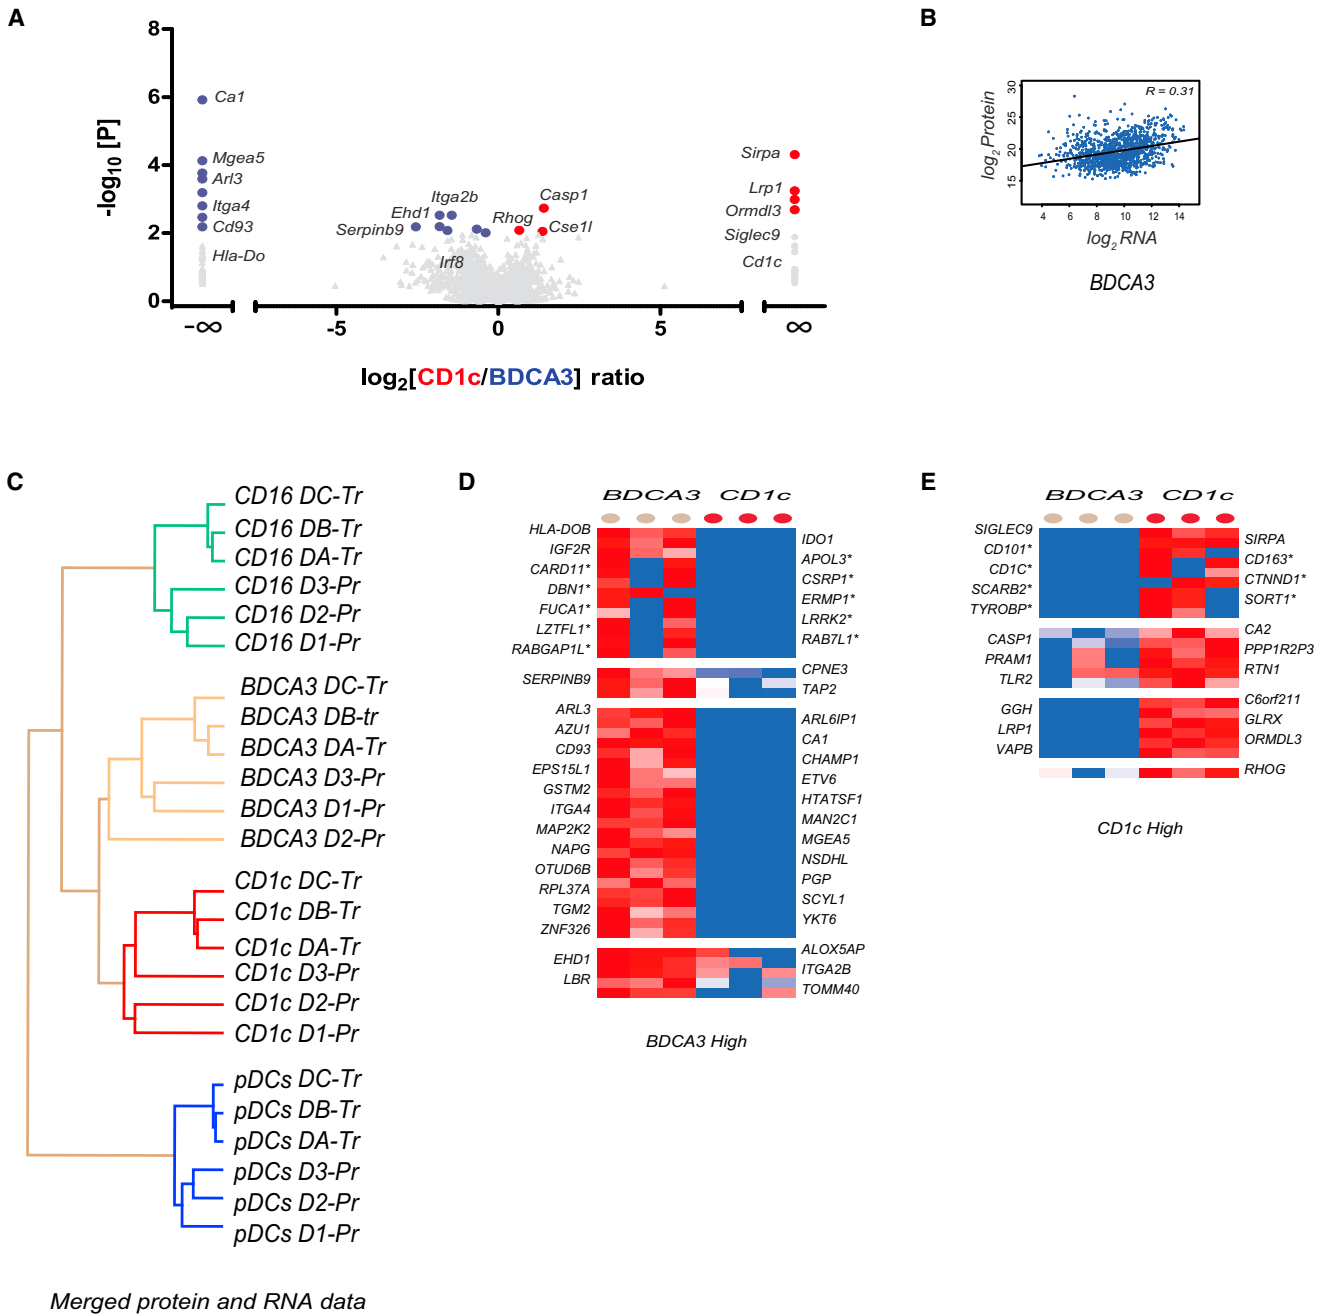 A
8
6
4
2
0
-log10 [P]
Ca1
Mgea5
Arl3
Itga4
Cd93
Hla-Do
Serpinb9
Ehd1
Itga2b
Irf8
Rhog
Casp1
Cse1l
Sirpa
Lrp1
Ormdl3
Siglec9
Cd1c
−∞
-5
0
5
∞
log2[CD1c/BDCA3] ratio
B
R = 0.31
30
25
20
15
log2 Protein
4 6 8 10 12 14
log2 RNA
BDCA3
C
CD16 DC-Tr
CD16 DB-Tr
CD16 DA-Tr
CD16 D3-Pr
CD16 D2-Pr
CD16 D1-Pr
BDCA3 DC-Tr
BDCA3 DB-tr
BDCA3 DA-Tr
BDCA3 D3-Pr
BDCA3 D1-Pr
BDCA3 D2-Pr
CD1c DC-Tr
CD1c DB-Tr
CD1c DA-Tr
CD1c D3-Pr
CD1c D2-Pr
CD1c D1-Pr
pDCs DC-Tr
pDCs DB-Tr
pDCs DA-Tr
pDCs D3-Pr
pDCs D2-Pr
pDCs D1-Pr
Merged protein and RNA data
D
BDCA3 CD1c
HLA-DOB
IDO1
IGF2R
APOL3*
CARD11*
CSRP1*
DBN1*
ERMP1*
FUCA1*
LRRK2*
LZTFL1*
RAB7L1*
RABGAP1L*
CPNE3
SERPINB9
TAP2
ARL3
ARL6IP1
AZU1
CA1
CD93
CHAMP1
EPS15L1
ETV6
GSTM2
HTATSF1
ITGA4
MAN2C1
MAP2K2
MGEA5
NAPG
NSDHL
OTUD6B
PGP
RPL37A
SCYL1
TGM2
YKT6
ZNF326
ALOX5AP
EHD1
ITGA2B
LBR
TOMM40
BDCA3 High
E
BDCA3 CD1c
SIGLEC9
SIRPA
CD101*
CD163*
CD1C*
CTNND1*
SCARB2*
SORT1*
TYROBP*
CA2
CASP1
PPP1R2P3
PRAM1
RTN1
TLR2
C6orf211
GGH
GLRX
LRP1
ORMDL3
VAPB
RHOG
CD1c High